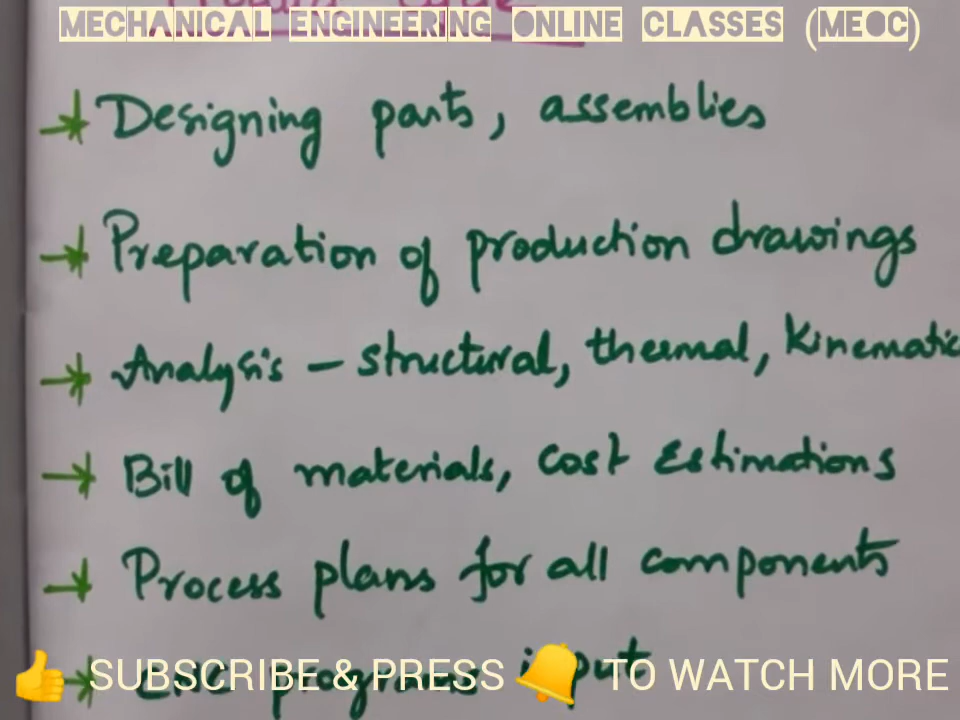 MECHANICAL ENGINEERING ONLINE CLASSES (MEOC)
→ Designing parts, assemblies
→ Preparation of production drawings
→ Analysis – structural, thermal, Kinematic
→ Bill of materials, cost Estimations
→ Process plans for all components
→ input
👍 SUBSCRIBE & PRESS 🔔 TO WATCH MORE